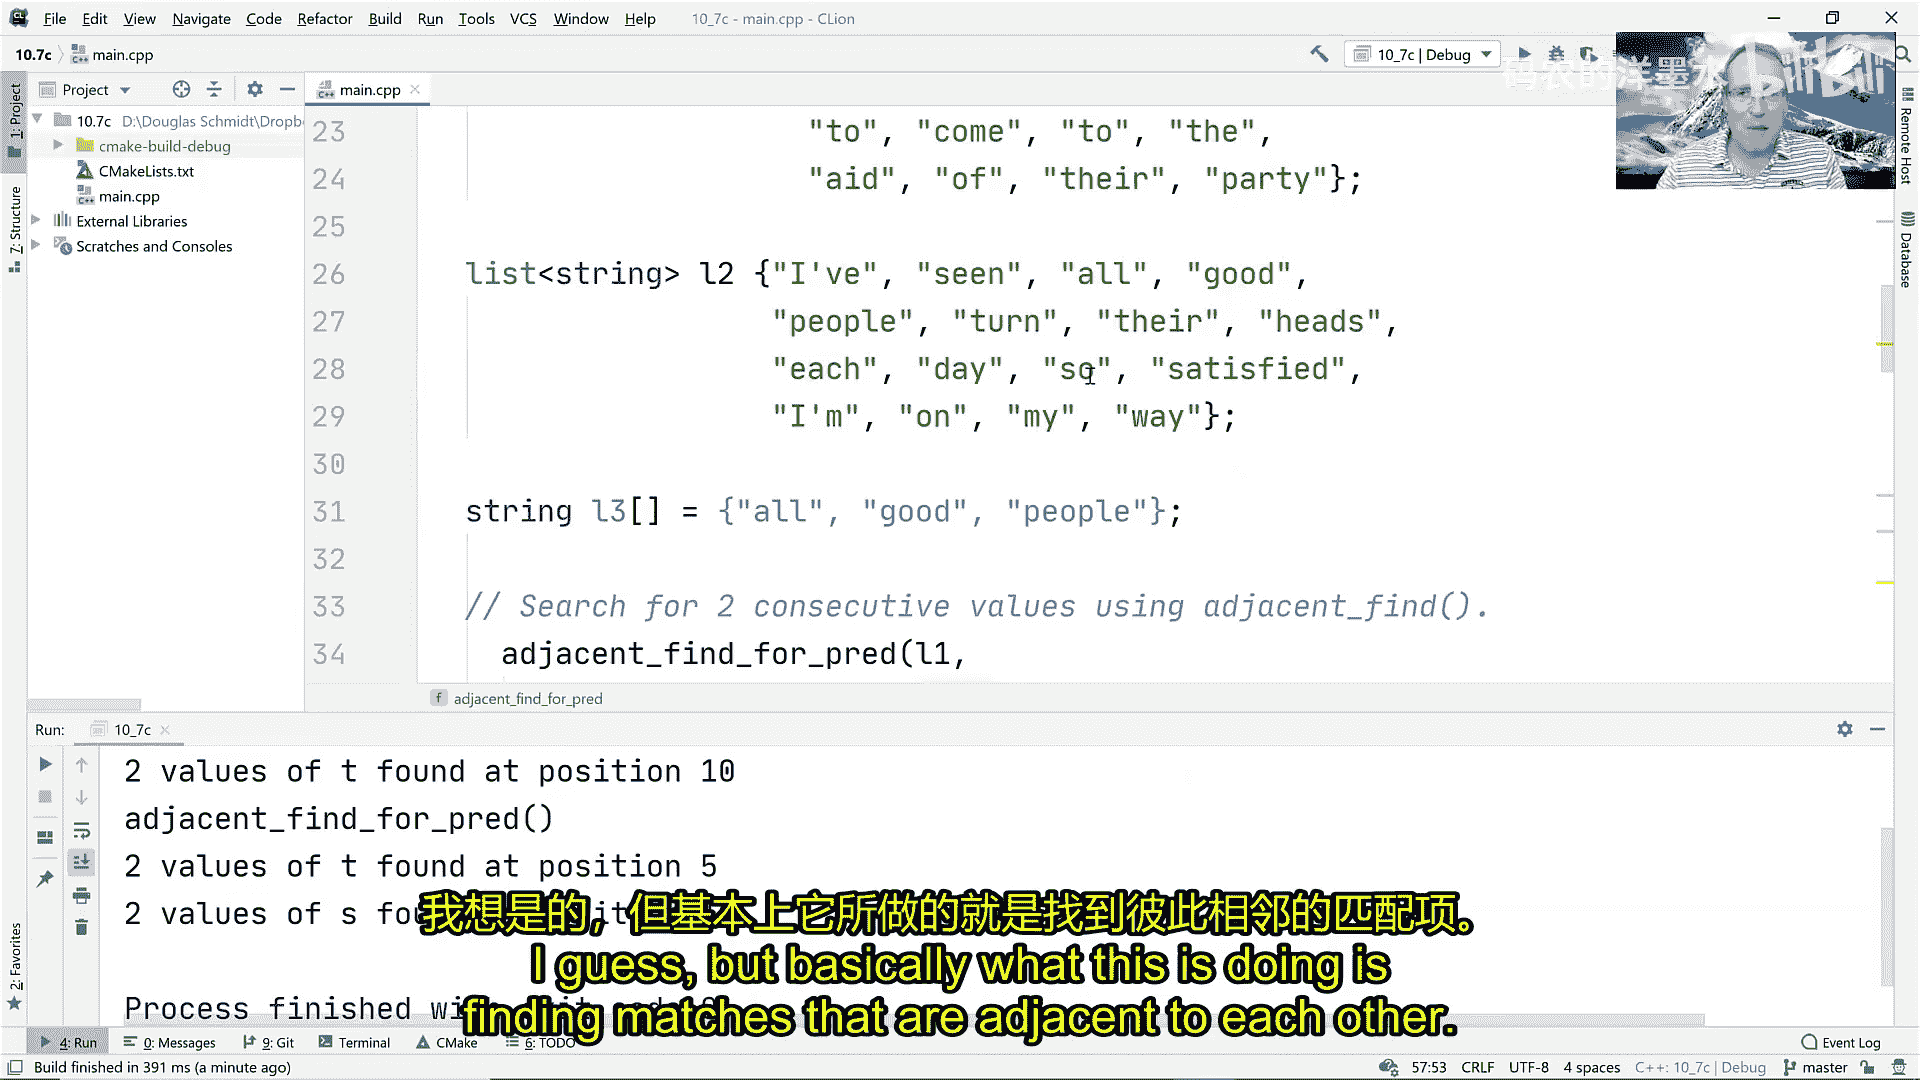 File Edit View Navigate Code Refactor Build Run Tools VCS Window Help 10_7c - main.cpp - CLion
10.7c main.cpp 10_7c | Debug
码农的洋墨水 bilibili
1: Project
7: Structure
2: Favorites
Remote Host
Database
Project
10.7c D:\Douglas Schmidt\Dropb
cmake-build-debug
CMakeLists.txt
main.cpp
External Libraries
Scratches and Consoles
main.cpp
23 "to", "come", "to", "the",
24 "aid", "of", "their", "party"};
25
26 list<string> l2 {"I've", "seen", "all", "good",
27 "people", "turn", "their", "heads",
28 "each", "day", "so", "satisfied",
29 "I'm", "on", "my", "way"};
30
31 string l3[] = {"all", "good", "people"};
32
33 // Search for 2 consecutive values using adjacent_find().
34 adjacent_find_for_pred(l1,
f adjacent_find_for_pred
Run: 10_7c
2 values of t found at position 10
adjacent_find_for_pred()
2 values of t found at position 5
2 values of s fou
Process finished wi
我想是的，但基本上它所做的就是找到彼此相邻的匹配项。
I guess, but basically what this is doing is
finding matches that are adjacent to each other.
4: Run 0: Messages 9: Git Terminal CMake 6: TODO Event Log
Build finished in 391 ms (a minute ago) 57:53 CRLF UTF-8 4 spaces C++: 10_7c | Debug master